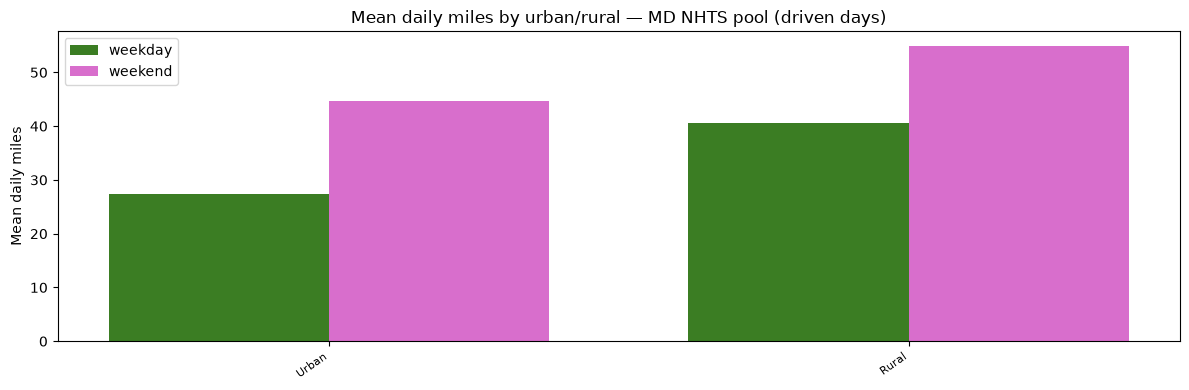 Mean daily miles by urban/rural — MD NHTS pool (driven days)
weekday
weekend
Mean daily miles
50
40
30
20
10
0
Urban
Rural